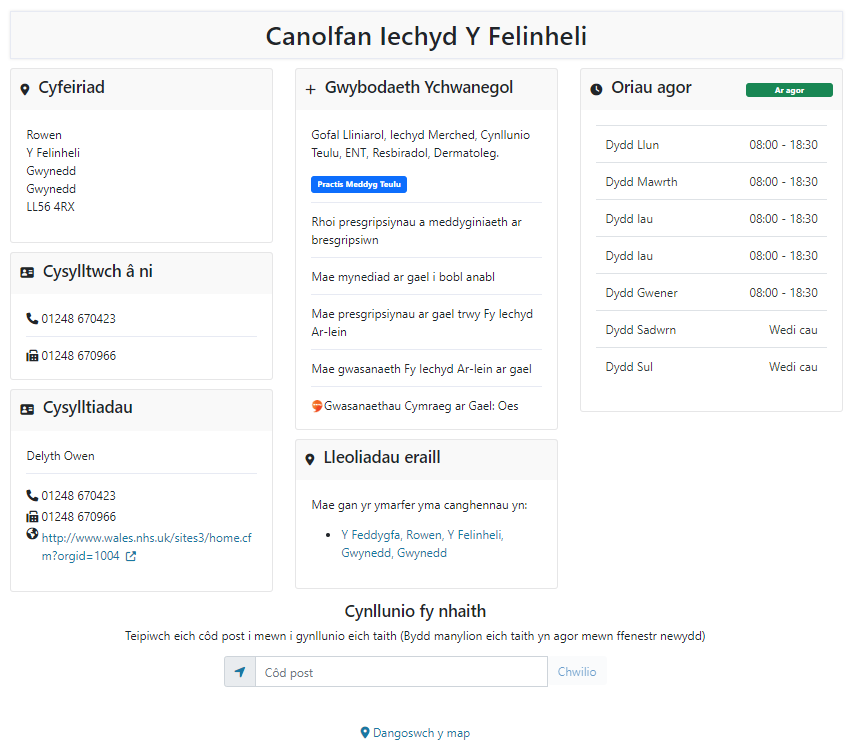 Canolfan Iechyd Y Felinheli
Cyfeiriad
Rowen
Y Felinheli
Gwynedd
Gwynedd
LL56 4RX
Cysylltwch â ni
01248 670423
01248 670966
Cysylltiadau
Delyth Owen
01248 670423
01248 670966
http://www.wales.nhs.uk/sites3/home.cf
m?orgid=1004
Gwybodaeth Ychwanegol
Gofal Lliniarol, Iechyd Merched, Cynllunio
Teulu, ENT, Resbiradol, Dermatoleg.
Practis Meddyg Teulu
Rhoi presgripsiynau a meddyginiaeth ar
bresgripsiwn
Mae mynediad ar gael i bobl anabl
Mae presgripsiynau ar gael trwy Fy Iechyd
Ar-lein
Mae gwasanaeth Fy Iechyd Ar-lein ar gael
Gwasanaethau Cymraeg ar Gael: Oes
Lleoliadau eraill
Mae gan yr ymarfer yma canghennau yn:
Y Feddygfa, Rowen, Y Felinheli,
Gwynedd, Gwynedd
Oriau agor
Ar agor
Dydd Llun 08:00 - 18:30
Dydd Mawrth 08:00 - 18:30
Dydd Iau 08:00 - 18:30
Dydd Iau 08:00 - 18:30
Dydd Gwener 08:00 - 18:30
Dydd Sadwrn Wedi cau
Dydd Sul Wedi cau
Cynllunio fy nhaith
Teipiwch eich côd post i mewn i gynllunio eich taith (Bydd manylion eich taith yn agor mewn ffenestr newydd)
Côd post
Chwilio
Dangoswch y map